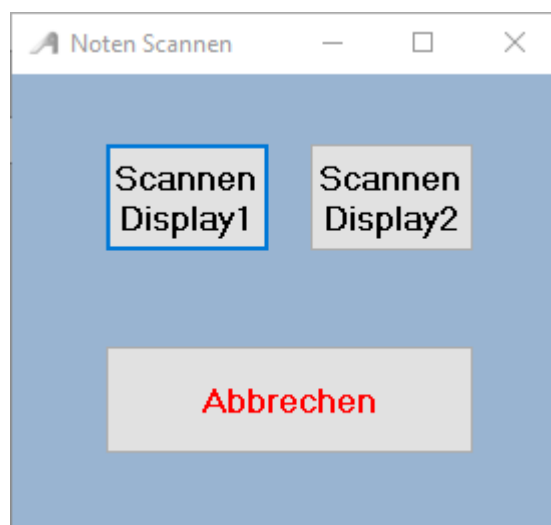 Noten Scannen
Scannen
Display1
Scannen
Display2
Abbrechen